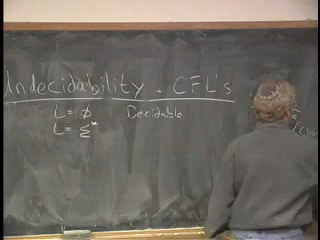 Undecidability + CFL's
L = ∅ Decidable
L = Σ*